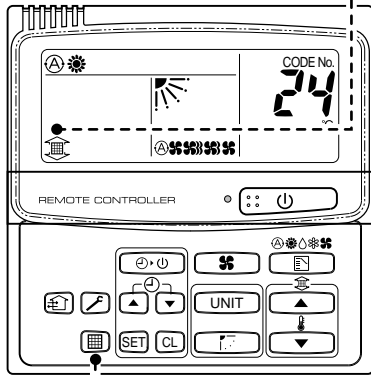 Ⓐ CODE No.
24
°C
Ⓐ
REMOTE CONTROLLER
Ⓐ
UNIT
SET CL